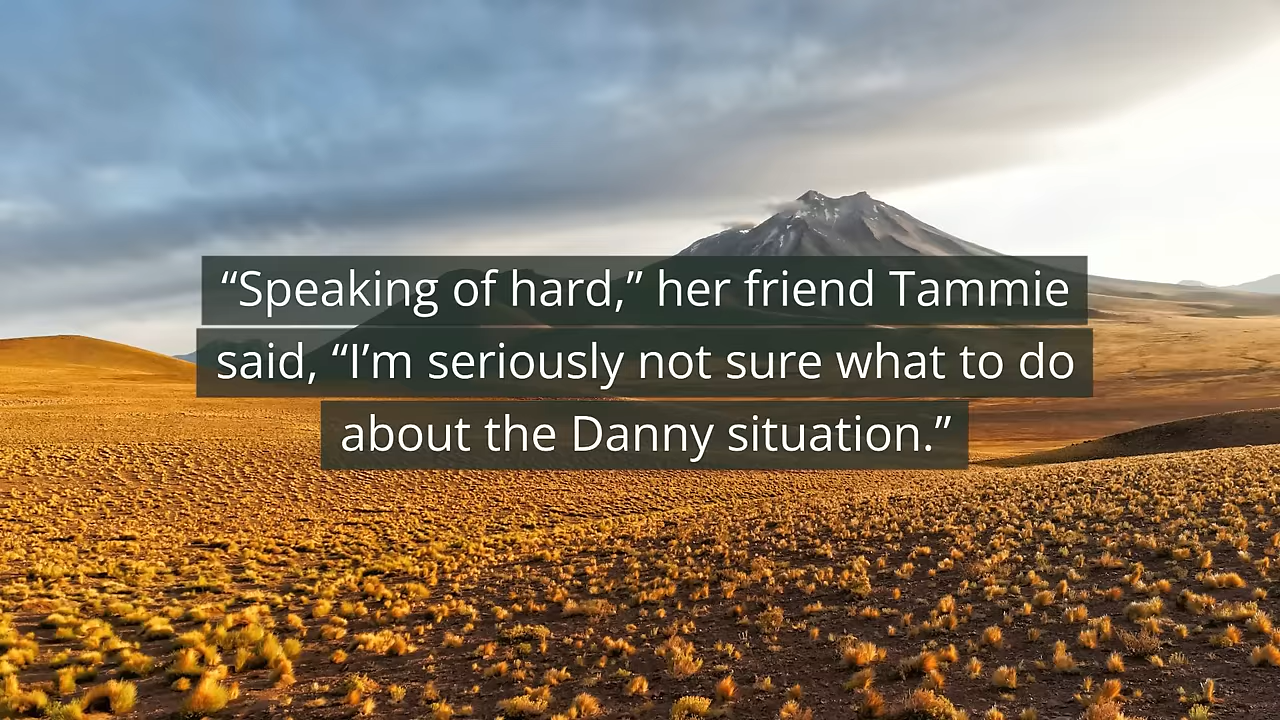 “Speaking of hard,” her friend Tammie
said, “I’m seriously not sure what to do
about the Danny situation.”